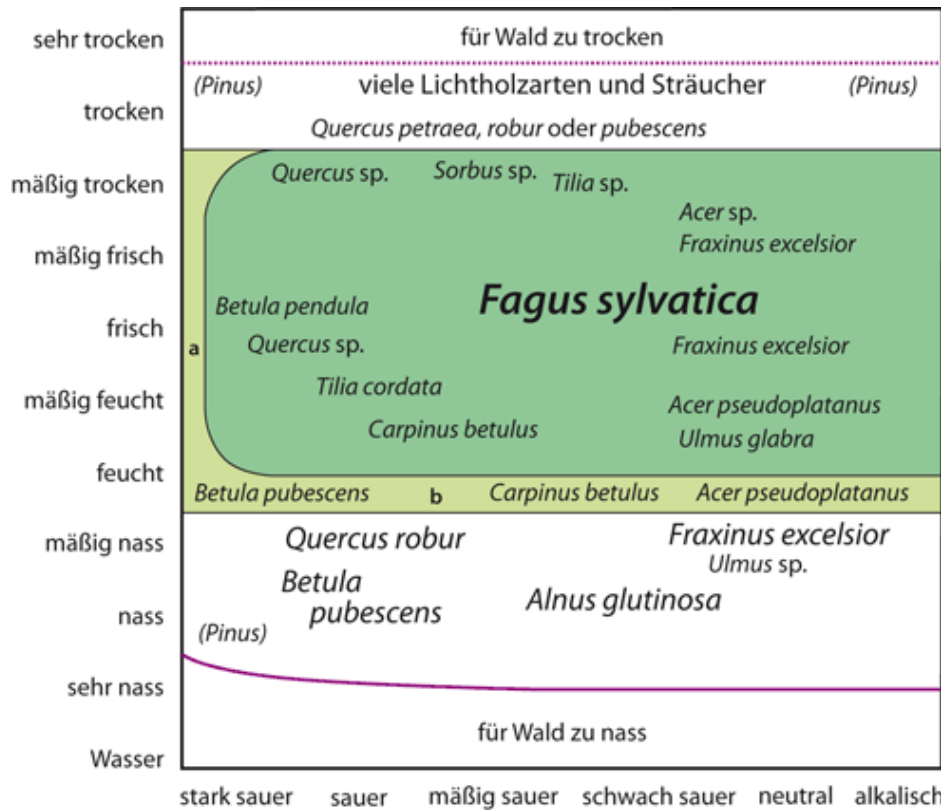 sehr trocken
für Wald zu trocken
(Pinus) viele Lichtholzarten und Sträucher (Pinus)
trocken
Quercus petraea, robur oder pubescens
mäßig trocken
Quercus sp. Sorbus sp. Tilia sp.
Acer sp.
mäßig frisch
Fraxinus excelsior
Betula pendula
Fagus sylvatica
frisch
a
Quercus sp.
Fraxinus excelsior
Tilia cordata
mäßig feucht
Acer pseudoplatanus
Carpinus betulus
Ulmus glabra
feucht
Betula pubescens b Carpinus betulus Acer pseudoplatanus
mäßig nass
Quercus robur
Fraxinus excelsior
Ulmus sp.
Betula
pubescens
Alnus glutinosa
nass
(Pinus)
sehr nass
für Wald zu nass
Wasser
stark sauer sauer mäßig sauer schwach sauer neutral alkalisch